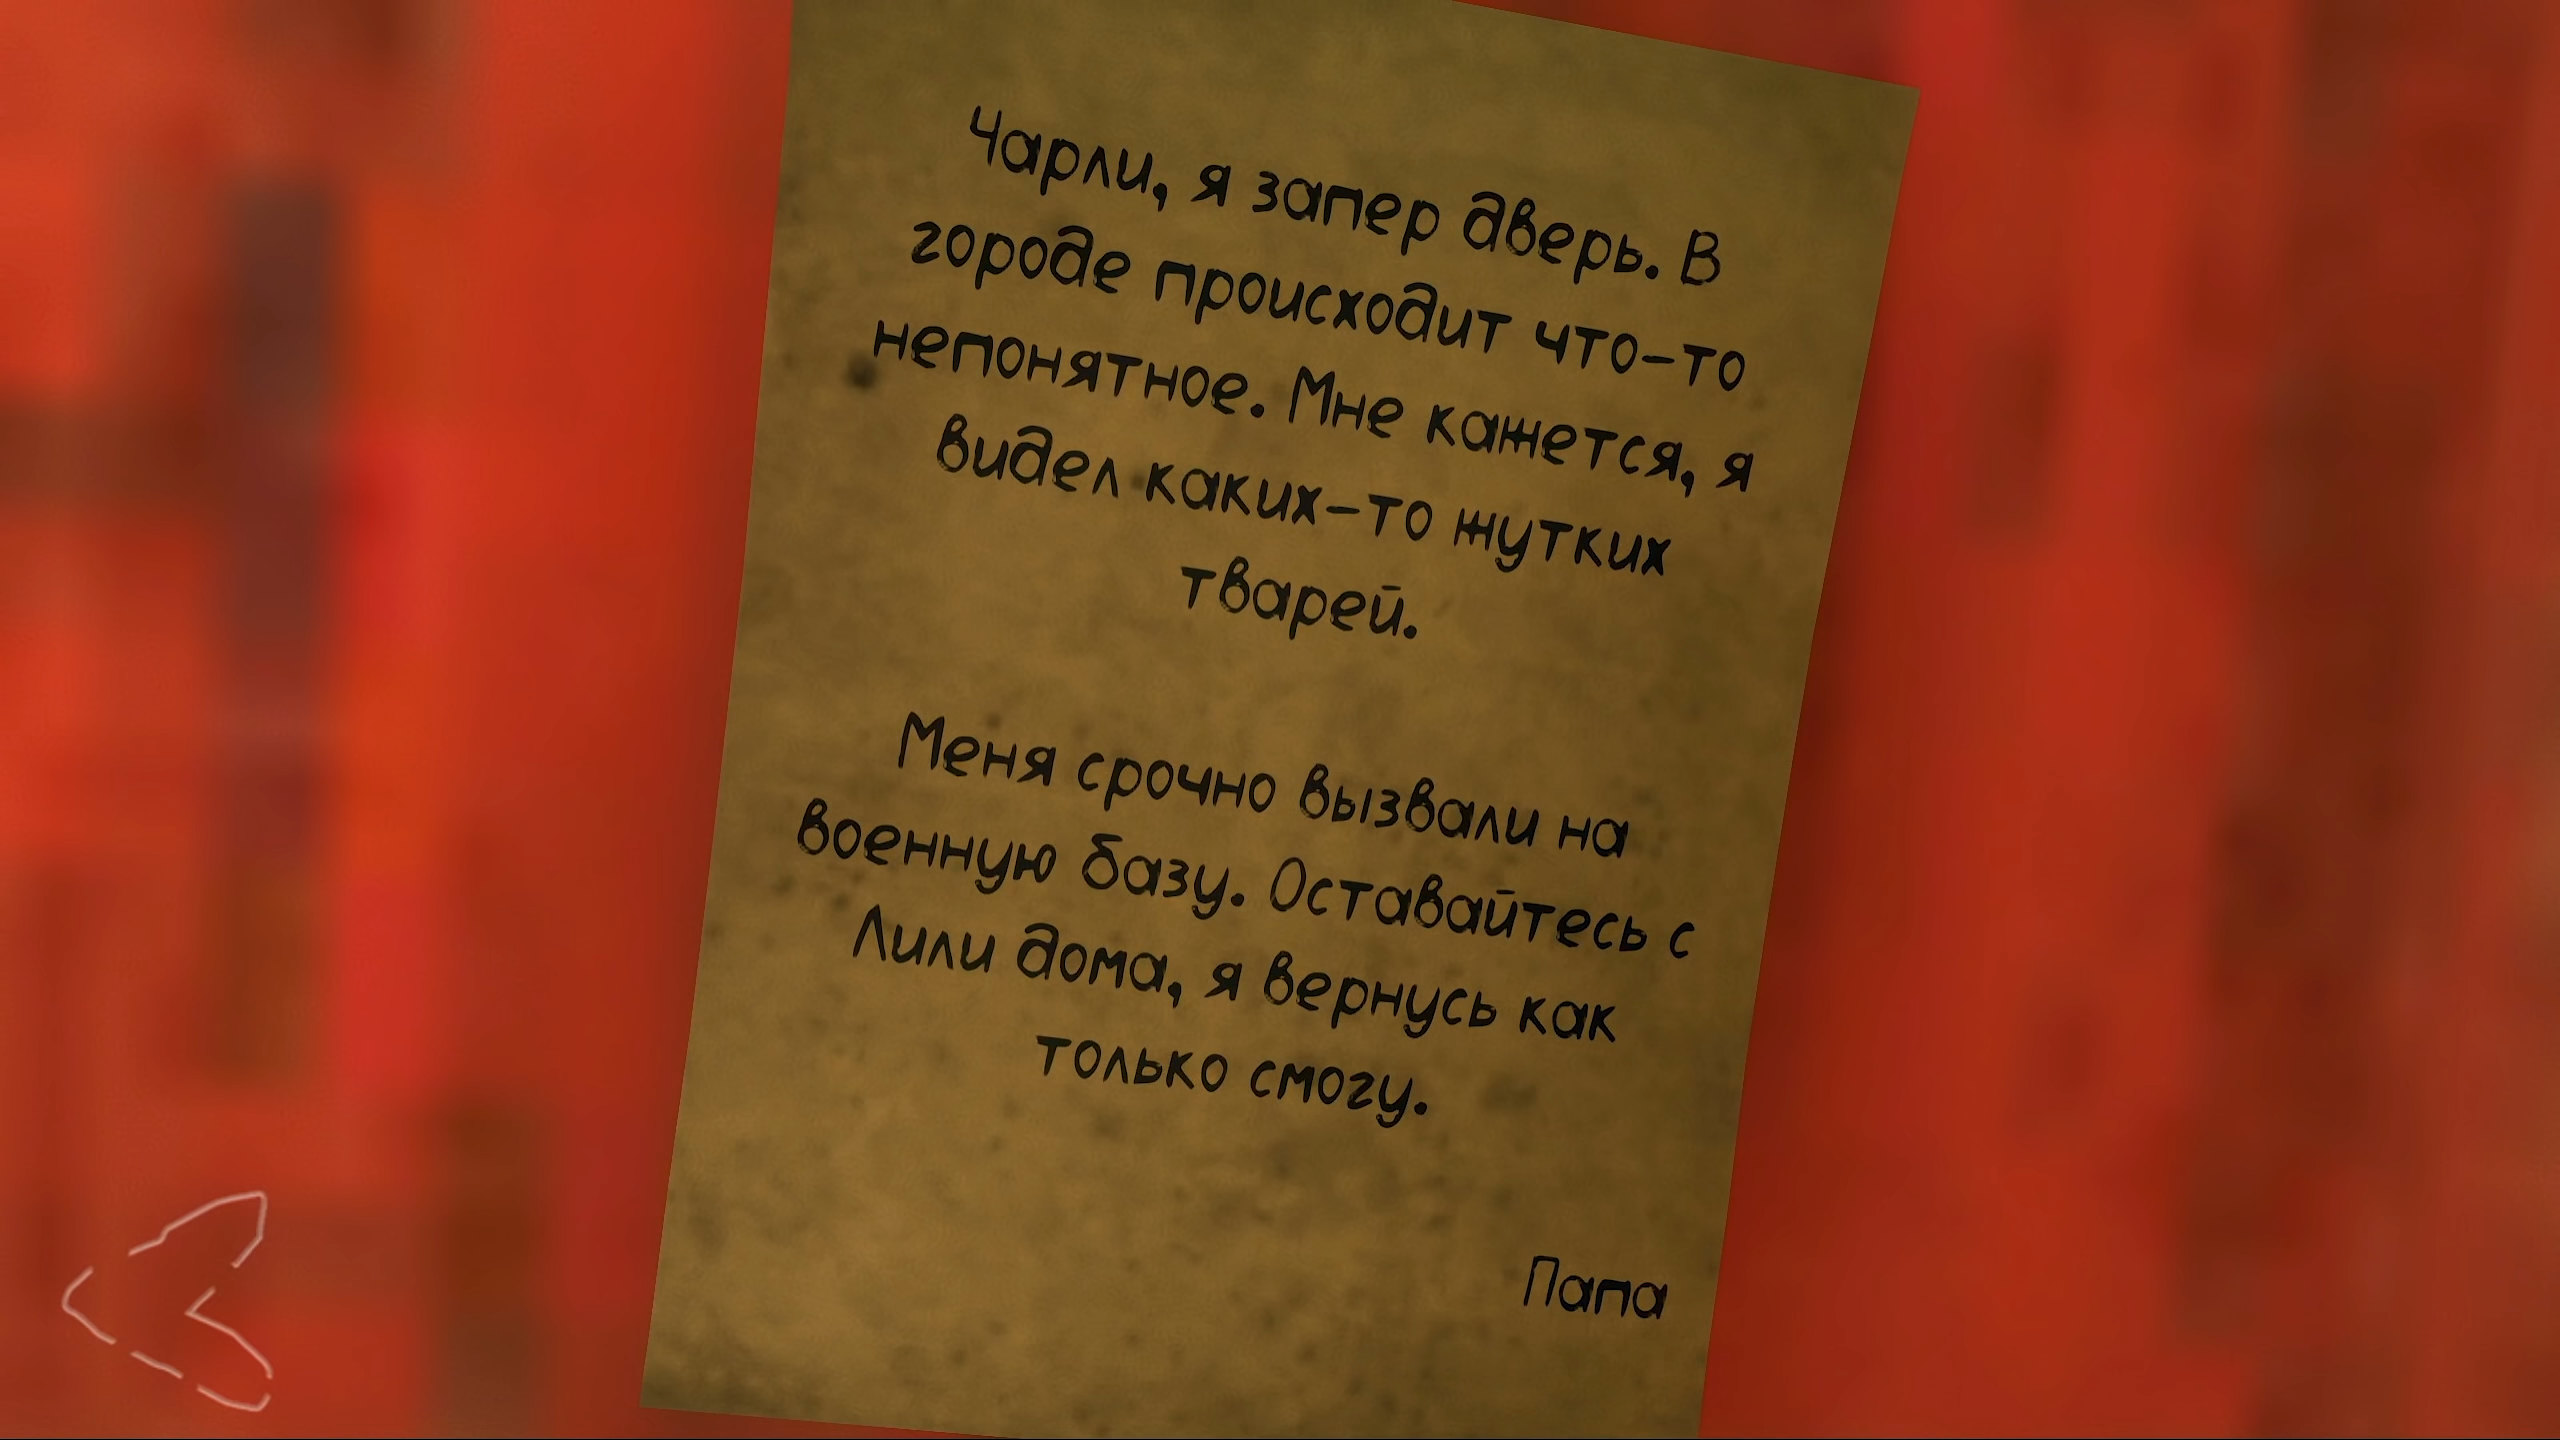 Чарли, я запер дверь. В
городе происходит что-то
непонятное. Мне кажется, я
видел каких-то жутких
тварей.
Меня срочно вызвали на
военную базу. Оставайтесь с
Лили дома, я вернусь как
только смогу.
Папа